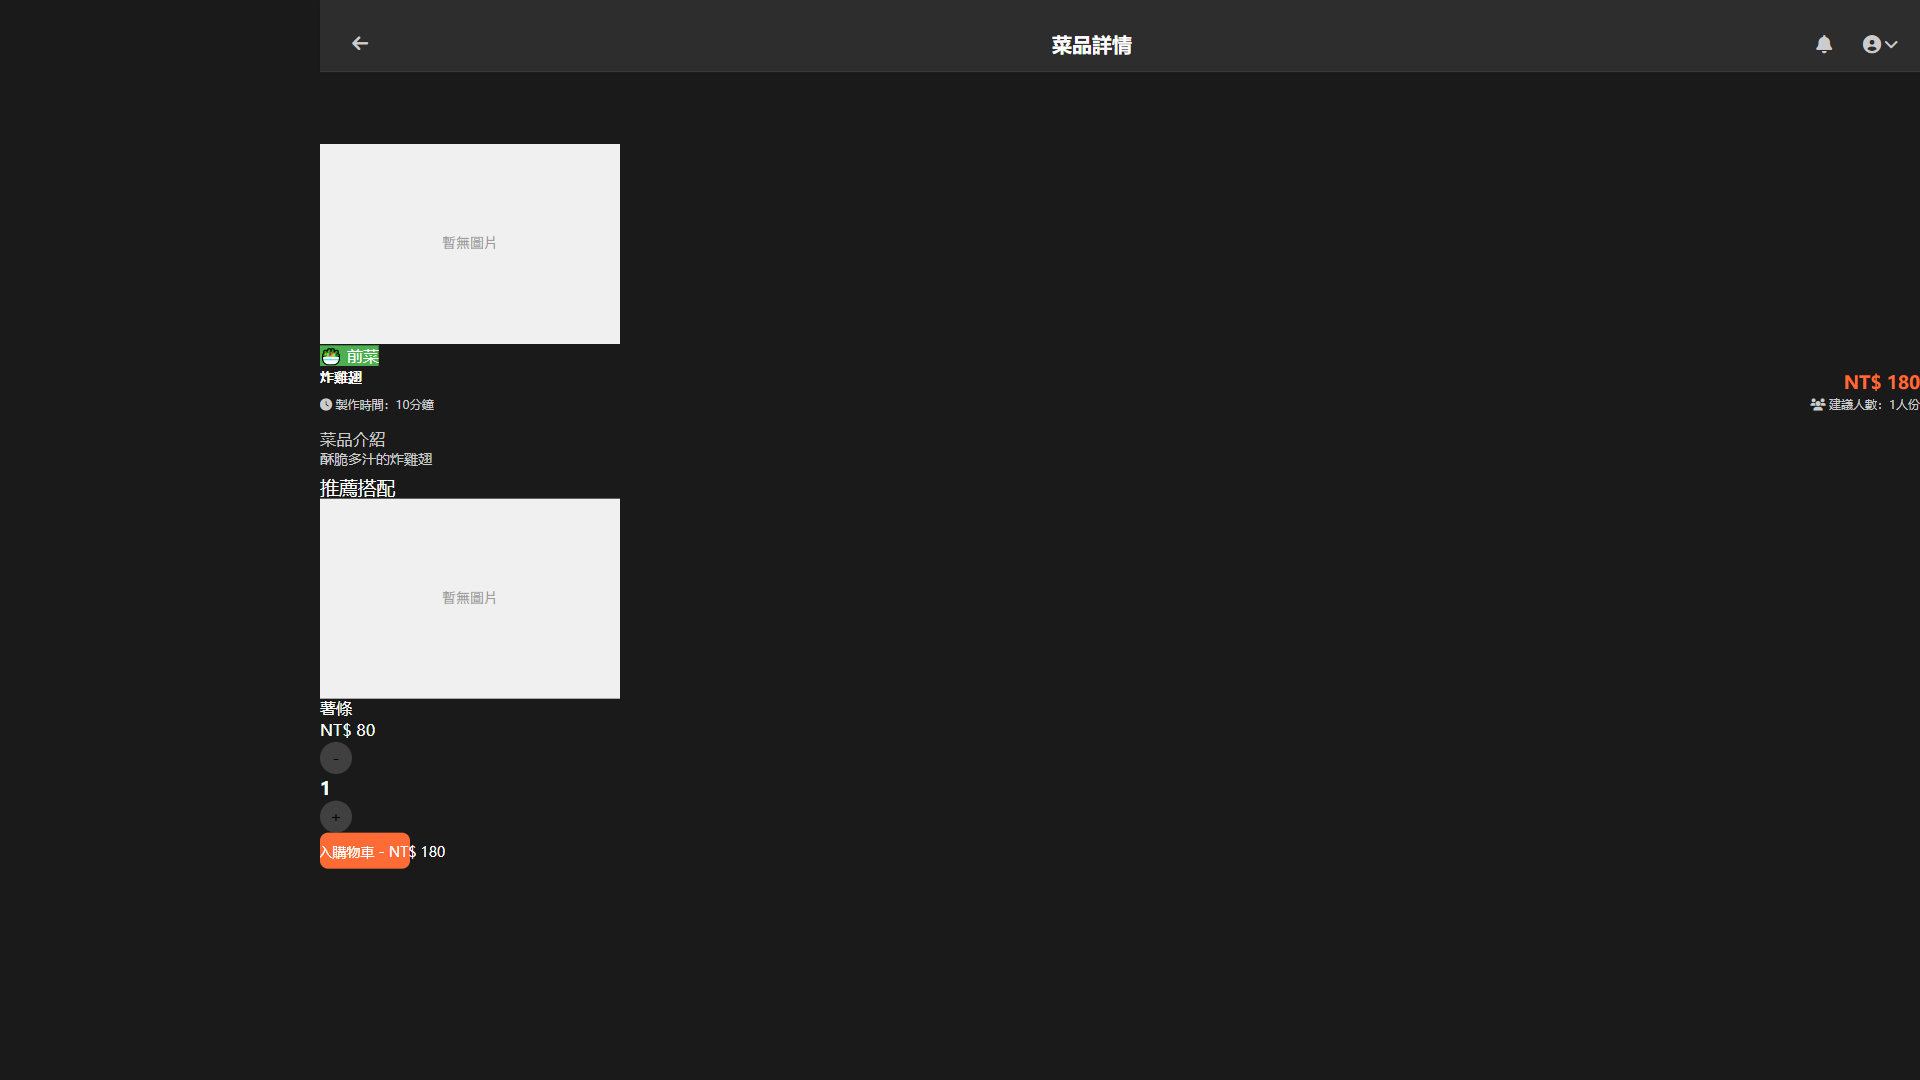 菜品詳情
暫無圖片
前菜
炸雞翅
NT$ 180
製作時間：10分鐘
建議人數：1人份
菜品介紹
酥脆多汁的炸雞翅
推薦搭配
暫無圖片
薯條
NT$ 80
-
1
+
入購物車 - NT$ 180